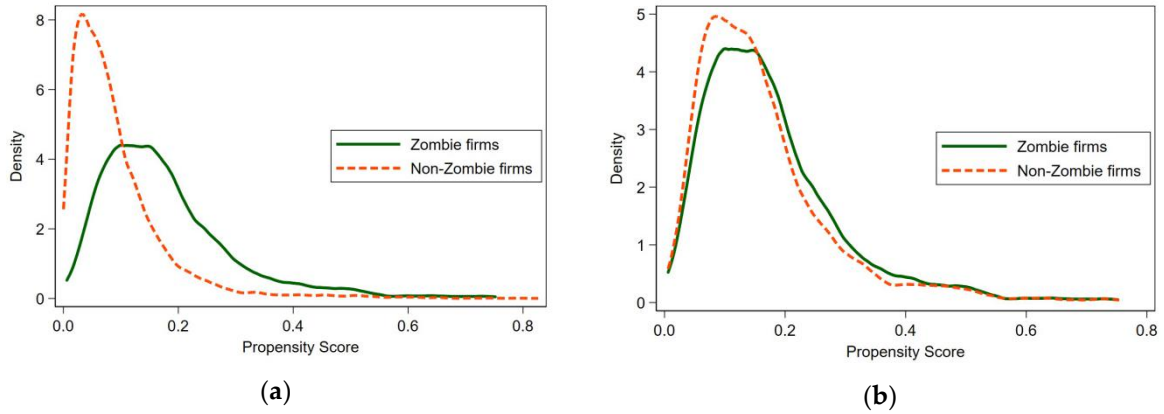 8
6
4
2
0
Density
Zombie firms
Non-Zombie firms
0.0 0.2 0.4 0.6 0.8
Propensity Score
(a)
5
4
3
2
1
0
Density
Zombie firms
Non-Zombie firms
0.0 0.2 0.4 0.6 0.8
Propensity Score
(b)